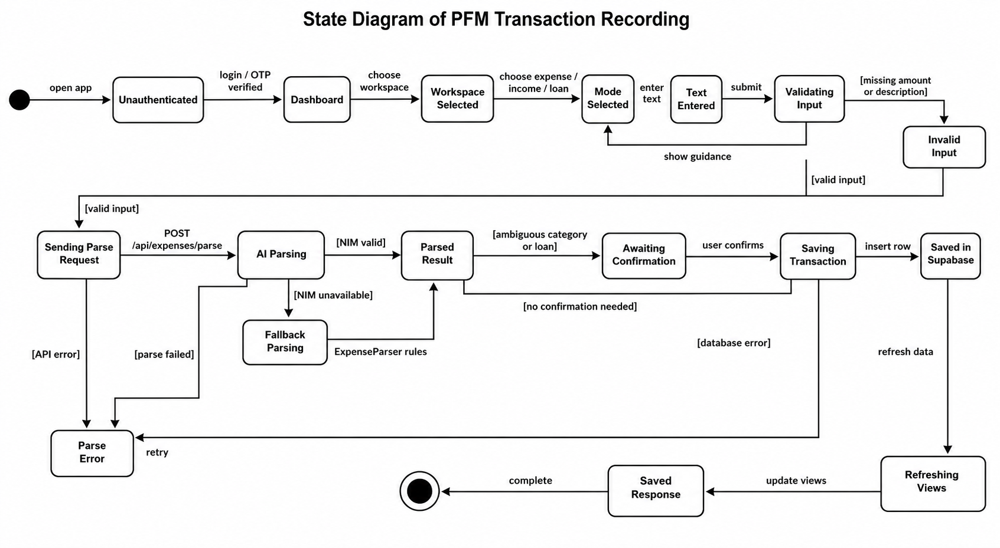 State Diagram of PFM Transaction Recording
open app
Unauthenticated
login / OTP
verified
Dashboard
choose
workspace
Workspace
Selected
choose expense /
income / loan
Mode
Selected
enter
text
Text
Entered
submit
Validating
Input
[missing amount
or description]
Invalid
Input
show guidance
[valid input]
[valid input]
Sending Parse
Request
POST
/api/expenses/parse
AI Parsing
[NIM valid]
Parsed
Result
[ambiguous category
or loan]
Awaiting
Confirmation
user confirms
Saving
Transaction
insert row
Saved in
Supabase
[NIM unavailable]
[no confirmation needed]
Fallback
Parsing
ExpenseParser rules
[API error]
[parse failed]
[database error]
refresh data
Parse
Error
retry
complete
Saved
Response
update views
Refreshing
Views